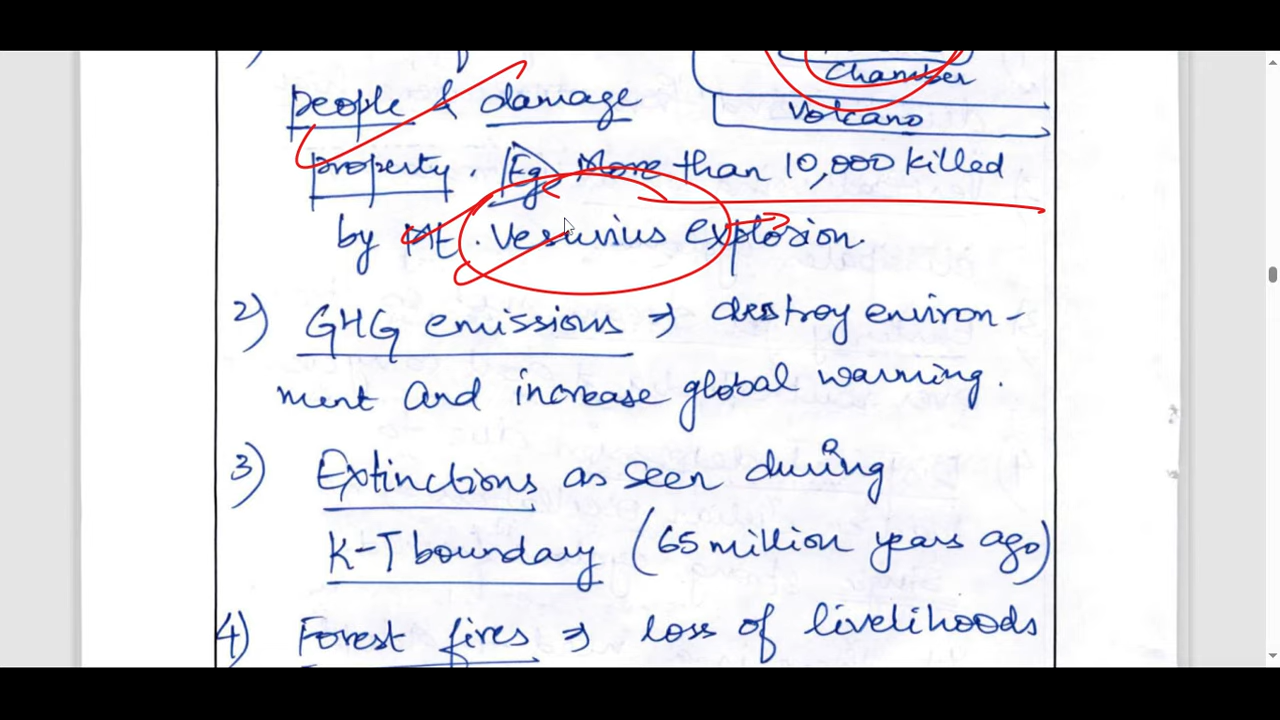 Chamber
people & damage
Volcano
property. Eg More than 10,000 killed
by Mt. Vesuvius explosion.
2) GHG emissions ⇒ destroy environ-
ment and increase global warming.
3) Extinctions as seen during
K-T boundary (65 million years ago)
4) Forest fires ⇒ loss of livelihoods